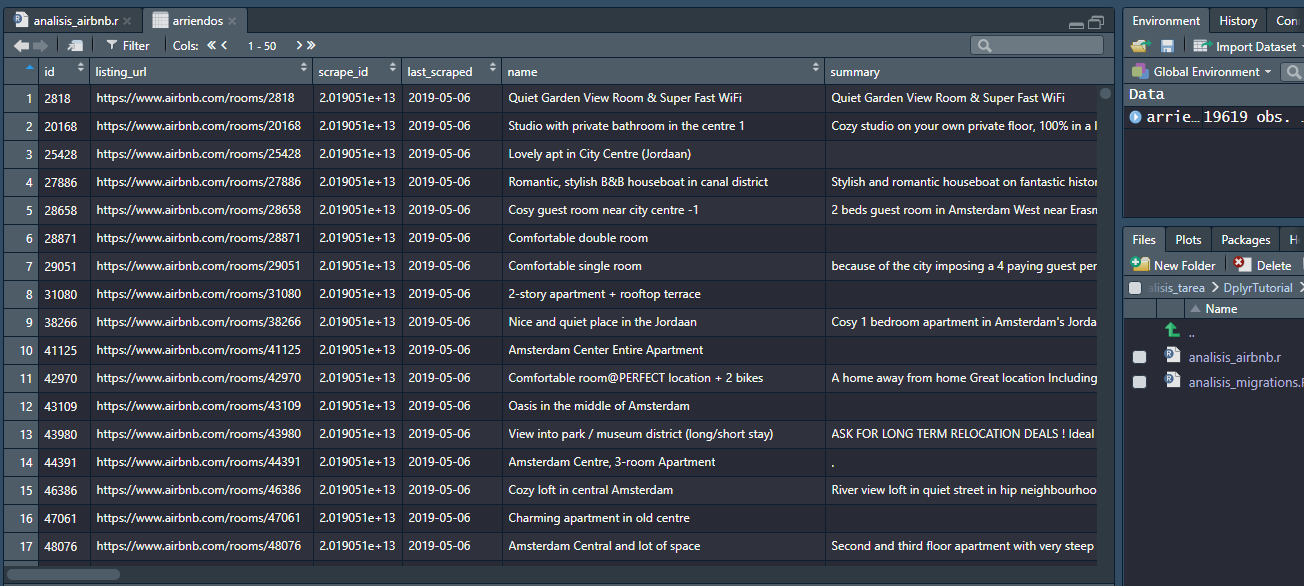 analisis_airbnb.r arriendos
Filter Cols: 1 - 50
id listing_url scrape_id last_scraped name summary
1 2818 https://www.airbnb.com/rooms/2818 2.019051e+13 2019-05-06 Quiet Garden View Room & Super Fast WiFi Quiet Garden View Room & Super Fast WiFi
2 20168 https://www.airbnb.com/rooms/20168 2.019051e+13 2019-05-06 Studio with private bathroom in the centre 1 Cozy studio on your own private floor, 100% in a
3 25428 https://www.airbnb.com/rooms/25428 2.019051e+13 2019-05-06 Lovely apt in City Centre (Jordaan)
4 27886 https://www.airbnb.com/rooms/27886 2.019051e+13 2019-05-06 Romantic, stylish B&B houseboat in canal district Stylish and romantic houseboat on fantastic histor
5 28658 https://www.airbnb.com/rooms/28658 2.019051e+13 2019-05-06 Cosy guest room near city centre -1 2 beds guest room in Amsterdam West near Erasm
6 28871 https://www.airbnb.com/rooms/28871 2.019051e+13 2019-05-06 Comfortable double room
7 29051 https://www.airbnb.com/rooms/29051 2.019051e+13 2019-05-06 Comfortable single room because of the city imposing a 4 paying guest per
8 31080 https://www.airbnb.com/rooms/31080 2.019051e+13 2019-05-06 2-story apartment + rooftop terrace
9 38266 https://www.airbnb.com/rooms/38266 2.019051e+13 2019-05-06 Nice and quiet place in the Jordaan Cosy 1 bedroom apartment in Amsterdam's Jorda
10 41125 https://www.airbnb.com/rooms/41125 2.019051e+13 2019-05-06 Amsterdam Center Entire Apartment
11 42970 https://www.airbnb.com/rooms/42970 2.019051e+13 2019-05-06 Comfortable room@PERFECT location + 2 bikes A home away from home Great location Including
12 43109 https://www.airbnb.com/rooms/43109 2.019051e+13 2019-05-06 Oasis in the middle of Amsterdam
13 43980 https://www.airbnb.com/rooms/43980 2.019051e+13 2019-05-06 View into park / museum district (long/short stay) ASK FOR LONG TERM RELOCATION DEALS ! Ideal
14 44391 https://www.airbnb.com/rooms/44391 2.019051e+13 2019-05-06 Amsterdam Centre, 3-room Apartment .
15 46386 https://www.airbnb.com/rooms/46386 2.019051e+13 2019-05-06 Cozy loft in central Amsterdam River view loft in quiet street in hip neighbourhoo
16 47061 https://www.airbnb.com/rooms/47061 2.019051e+13 2019-05-06 Charming apartment in old centre
17 48076 https://www.airbnb.com/rooms/48076 2.019051e+13 2019-05-06 Amsterdam Central and lot of space Second and third floor apartment with very steep
Environment History Con
Import Dataset
Global Environment
Data
arrie… 19619 obs.
Files Plots Packages H
New Folder Delete
alisis_tarea DplyrTutorial
Name
..
analisis_airbnb.r
analisis_migrations.